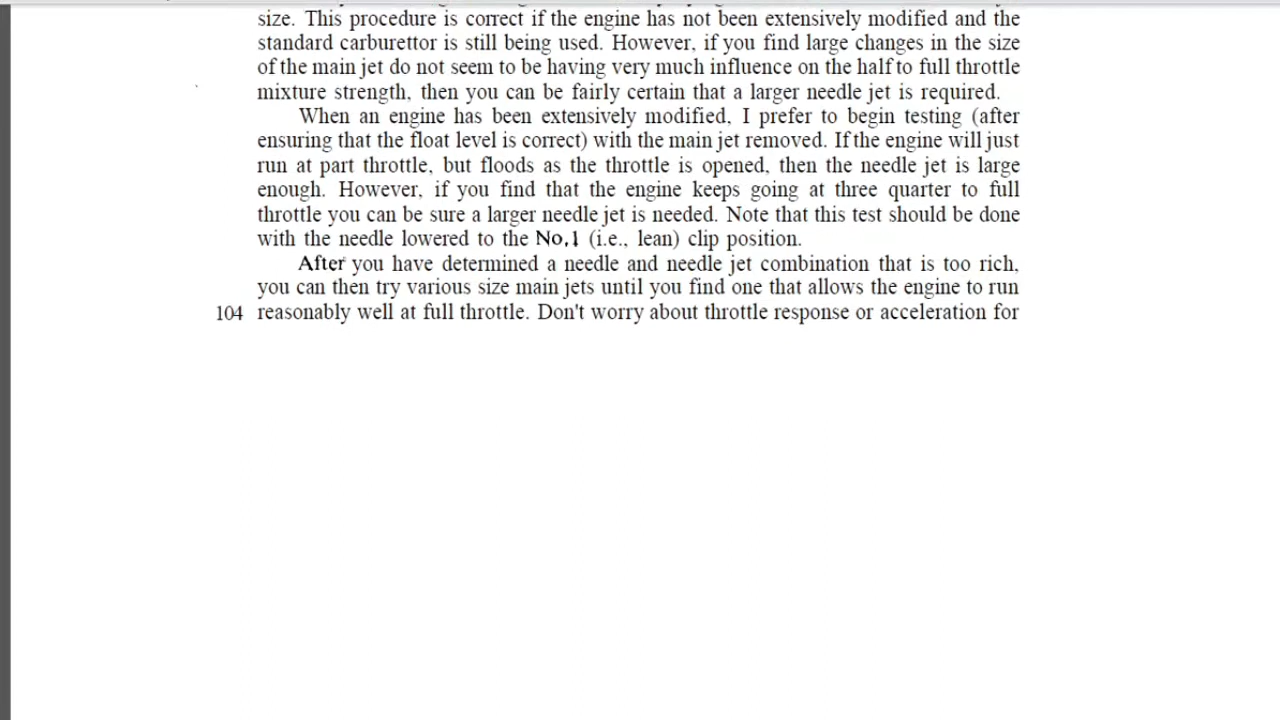 size. This procedure is correct if the engine has not been extensively modified and the
standard carburettor is still being used. However, if you find large changes in the size
of the main jet do not seem to be having very much influence on the half to full throttle
mixture strength, then you can be fairly certain that a larger needle jet is required.
When an engine has been extensively modified, I prefer to begin testing (after
ensuring that the float level is correct) with the main jet removed. If the engine will just
run at part throttle, but floods as the throttle is opened, then the needle jet is large
enough. However, if you find that the engine keeps going at three quarter to full
throttle you can be sure a larger needle jet is needed. Note that this test should be done
with the needle lowered to the No.1 (i.e., lean) clip position.
After you have determined a needle and needle jet combination that is too rich,
you can then try various size main jets until you find one that allows the engine to run
104 reasonably well at full throttle. Don't worry about throttle response or acceleration for